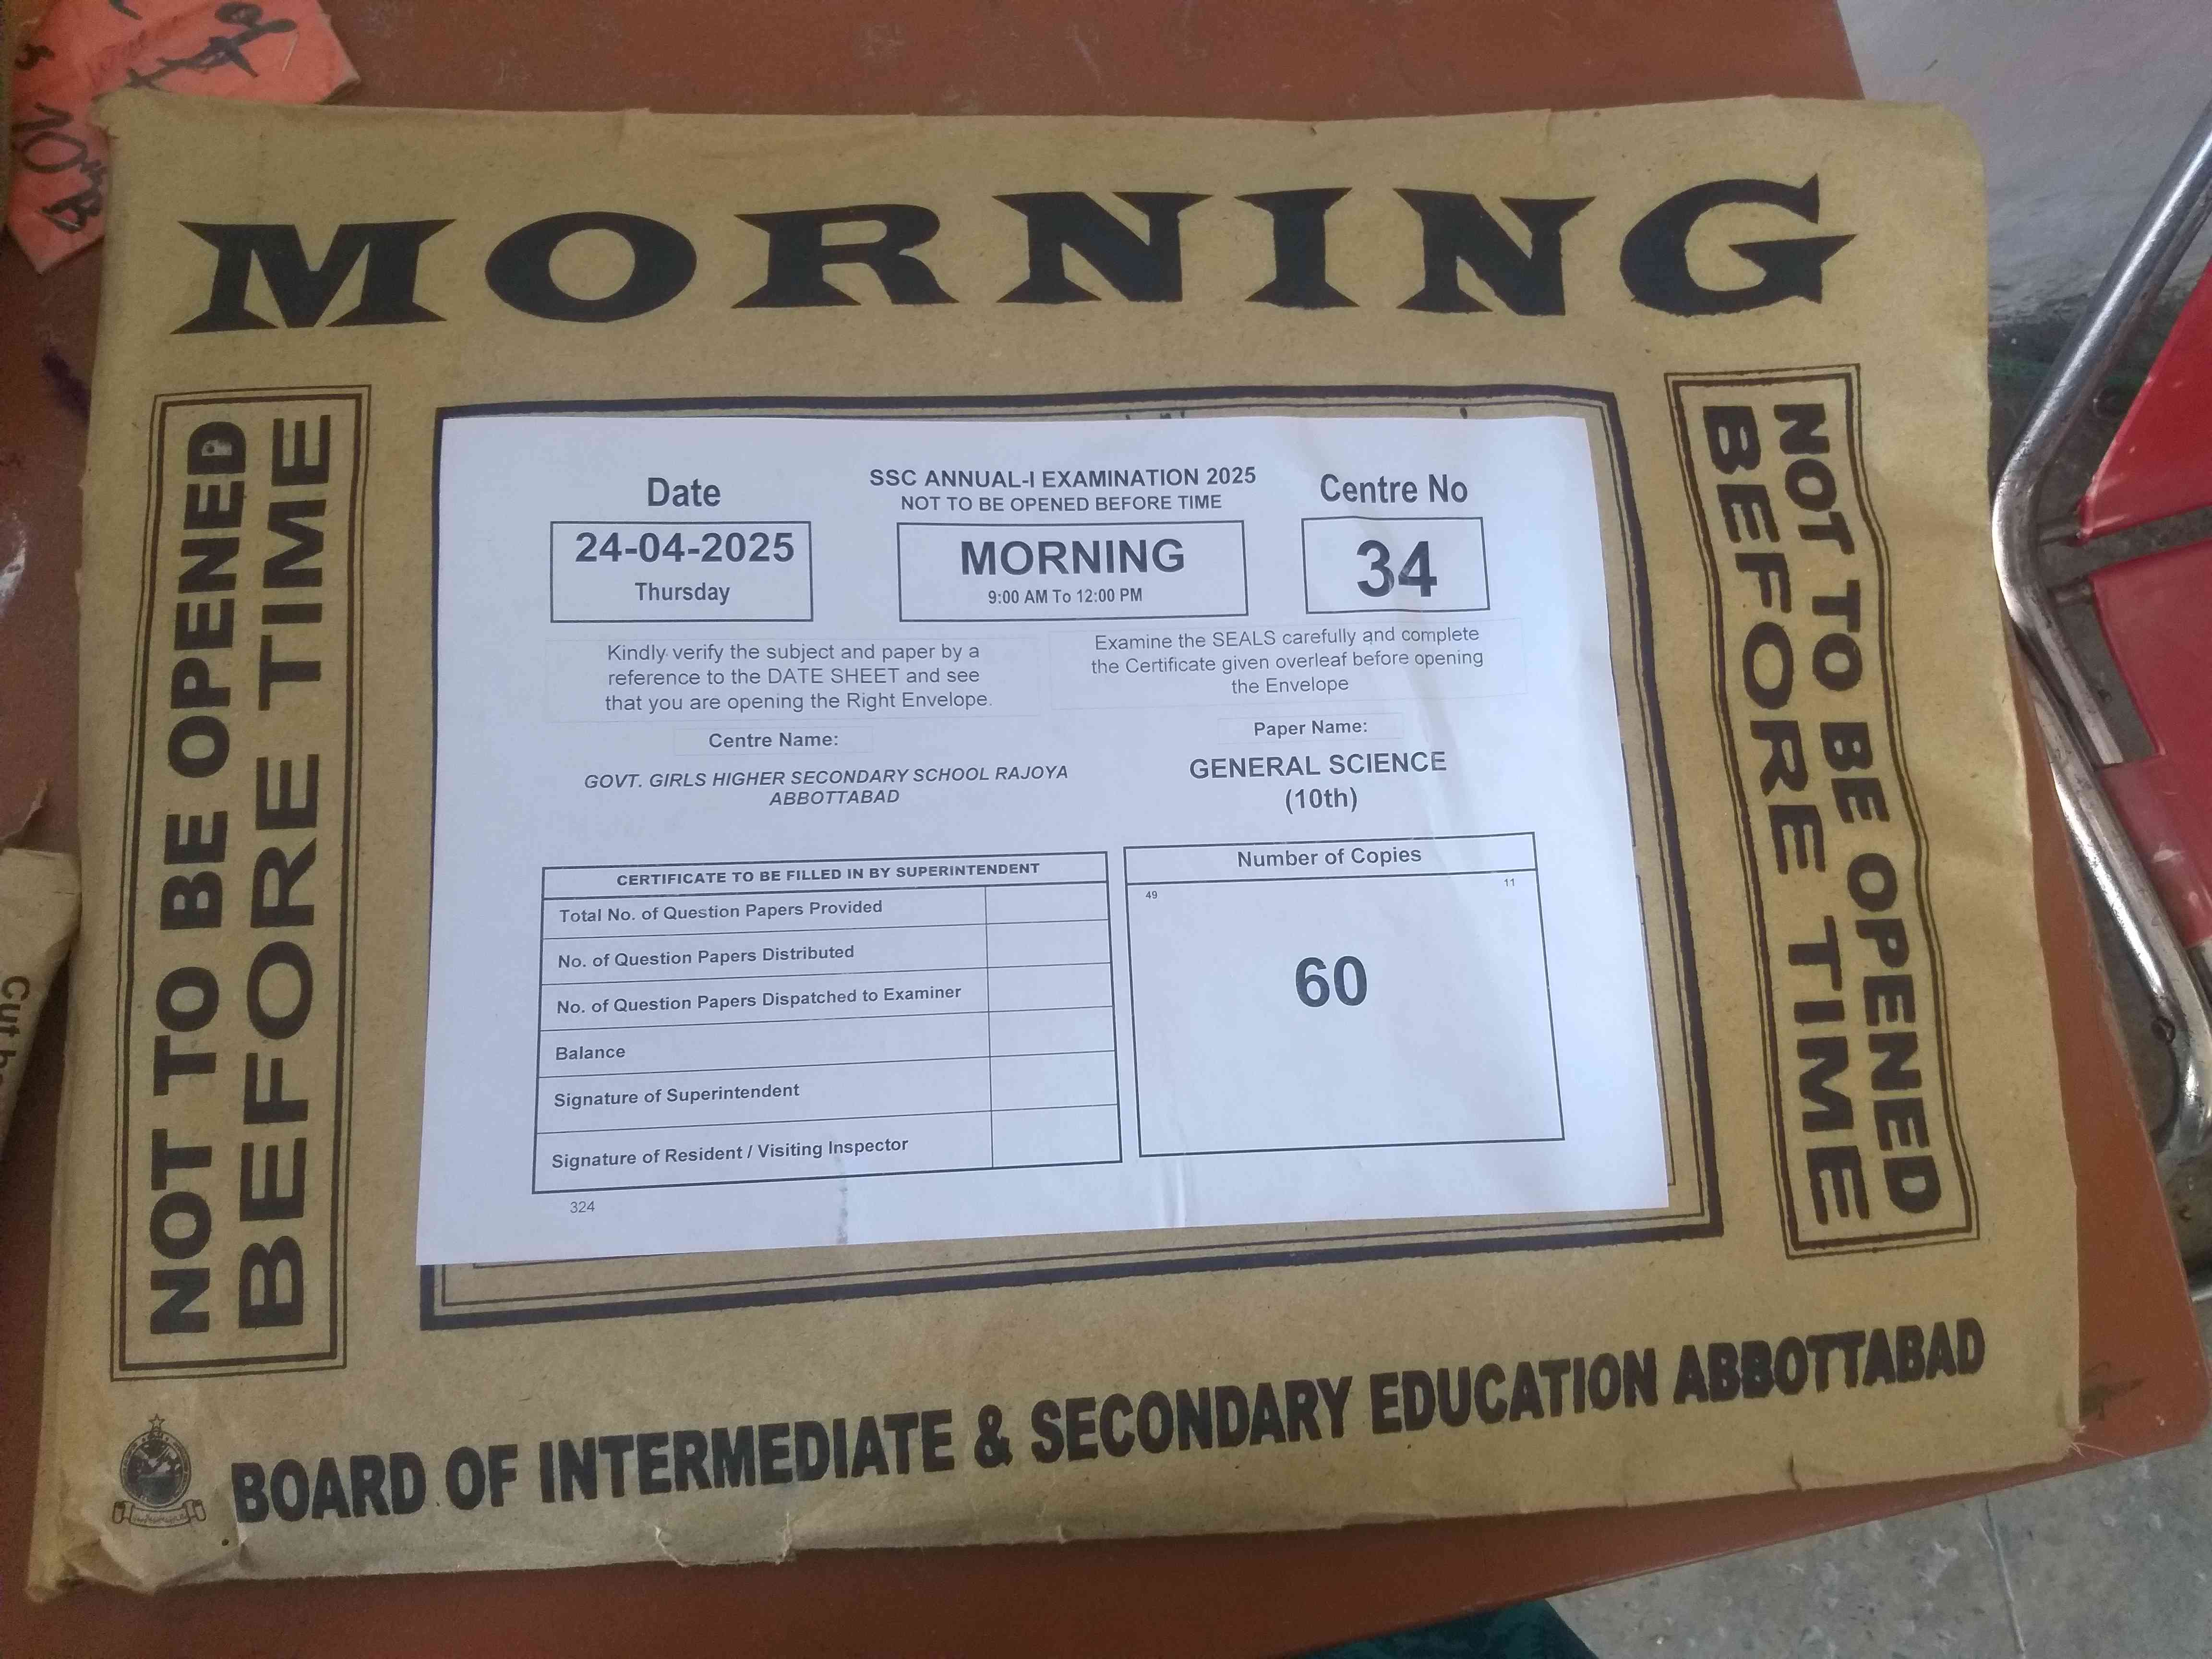 MORNING
NOT TO BE OPENED
BEFORE TIME
Date
24-04-2025
Thursday
SSC ANNUAL-I EXAMINATION 2025
NOT TO BE OPENED BEFORE TIME
MORNING
9:00 AM To 12:00 PM
Centre No
34
Kindly verify the subject and paper by a
reference to the DATE SHEET and see
that you are opening the Right Envelope.
Examine the SEALS carefully and complete
the Certificate given overleaf before opening
the Envelope
Centre Name:
GOVT. GIRLS HIGHER SECONDARY SCHOOL RAJOYA
ABBOTTABAD
Paper Name:
GENERAL SCIENCE
(10th)
CERTIFICATE TO BE FILLED IN BY SUPERINTENDENT
Total No. of Question Papers Provided
No. of Question Papers Distributed
No. of Question Papers Dispatched to Examiner
Balance
Signature of Superintendent
Signature of Resident / Visiting Inspector
324
Number of Copies
49
11
60
NOT TO BE OPENED
BEFORE TIME
BOARD OF INTERMEDIATE & SECONDARY EDUCATION ABBOTTABAD
Cut